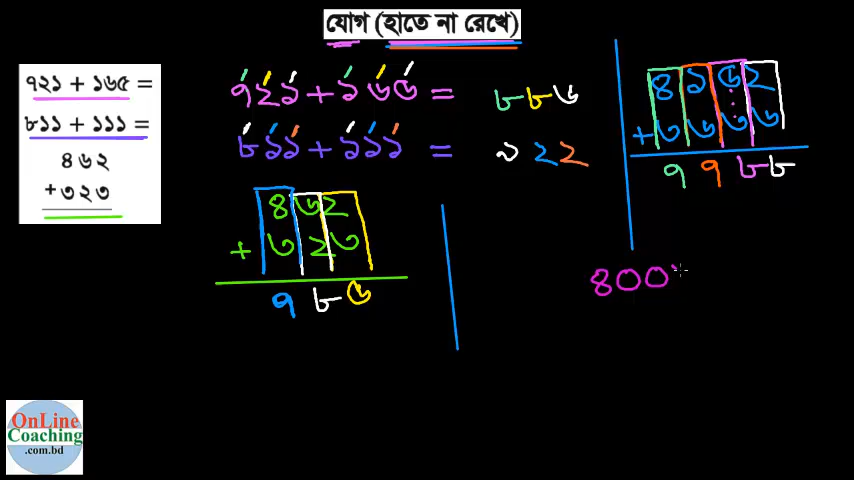 যোগ (হাতে না রেখে)
৭২১ + ১৬৫ =
৮১১ + ১১১ =
৪৬২
+৩২৩
৭২১+১৬৫ = ৮৮৬
৮১১+১১১ = ৯২২
৪৬২
+ ৩২৩
৭৮৫
৪১৫২
+৩৬৩৬
৭৭৮৮
৪০০
OnLine
Coaching
.com.bd